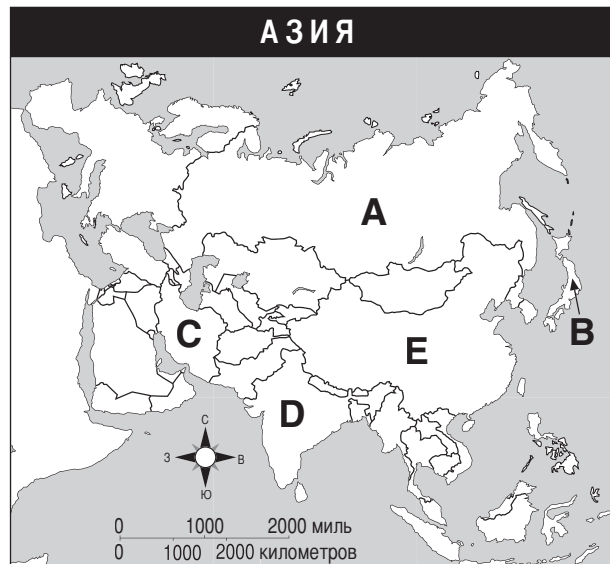 АЗИЯ
A
B
C
E
D
С
З В
Ю
0 1000 2000 миль
0 1000 2000 километров